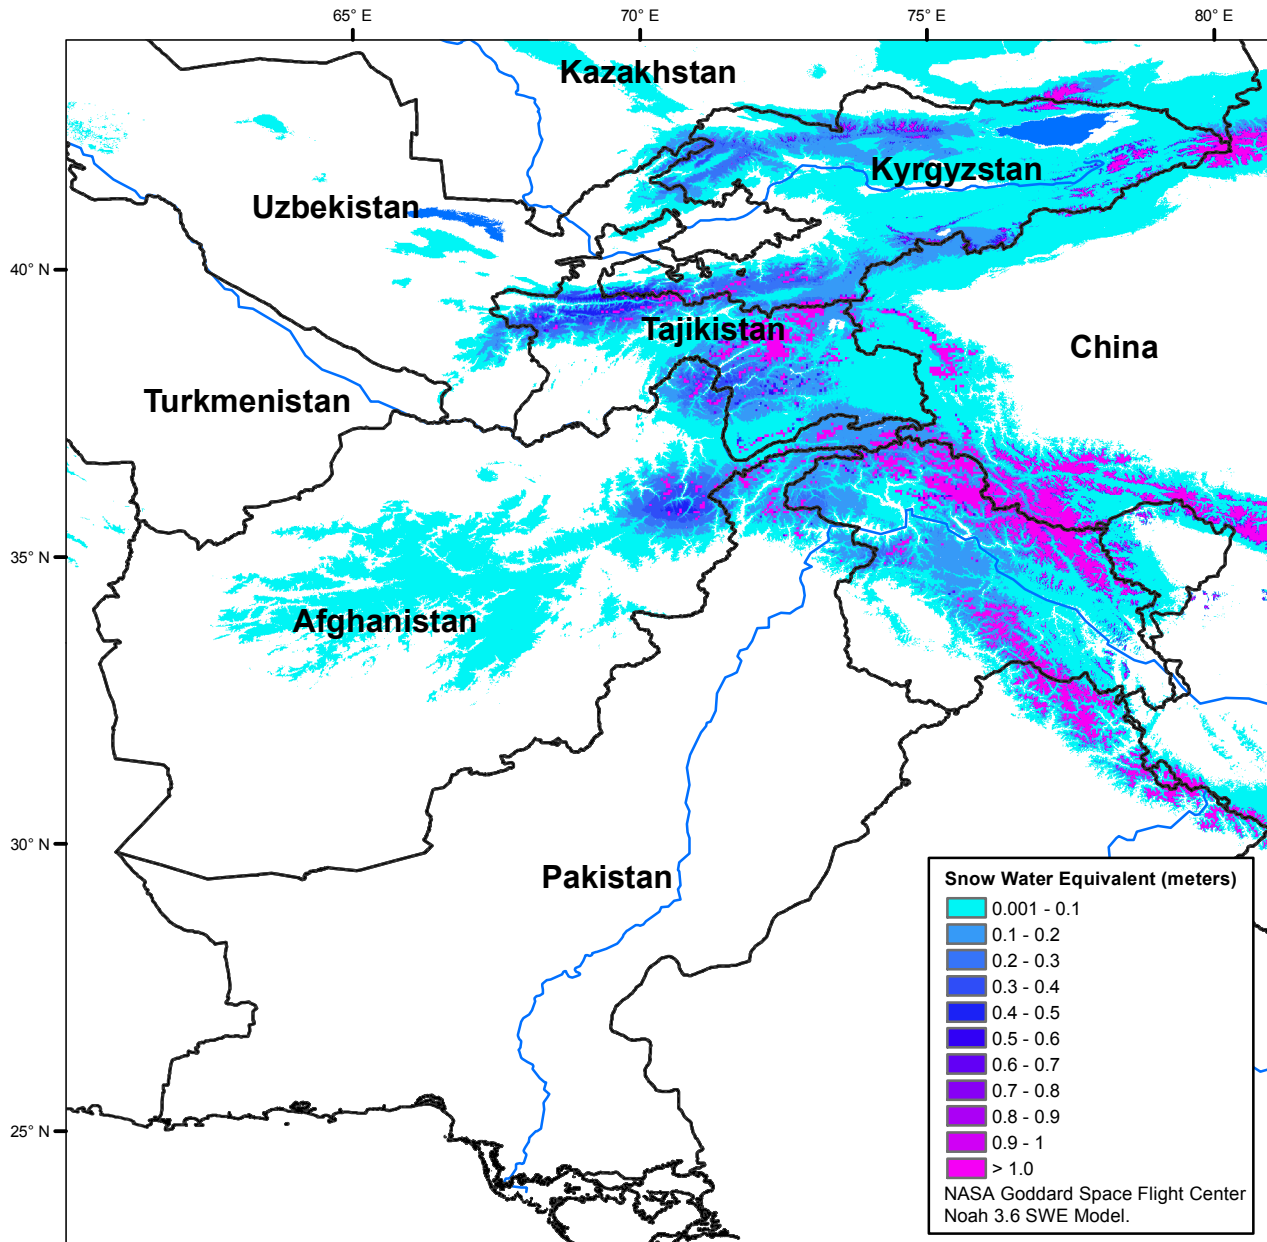 65° E
70° E
75° E
80° E
Kazakhstan
Kyrgyzstan
Uzbekistan
40° N
Tajikistan
China
Turkmenistan
35° N
Afghanistan
30° N
Pakistan
25° N
Snow Water Equivalent (meters)
0.001 - 0.1
0.1 - 0.2
0.2 - 0.3
0.3 - 0.4
0.4 - 0.5
0.5 - 0.6
0.6 - 0.7
0.7 - 0.8
0.8 - 0.9
0.9 - 1
> 1.0
NASA Goddard Space Flight Center
Noah 3.6 SWE Model.